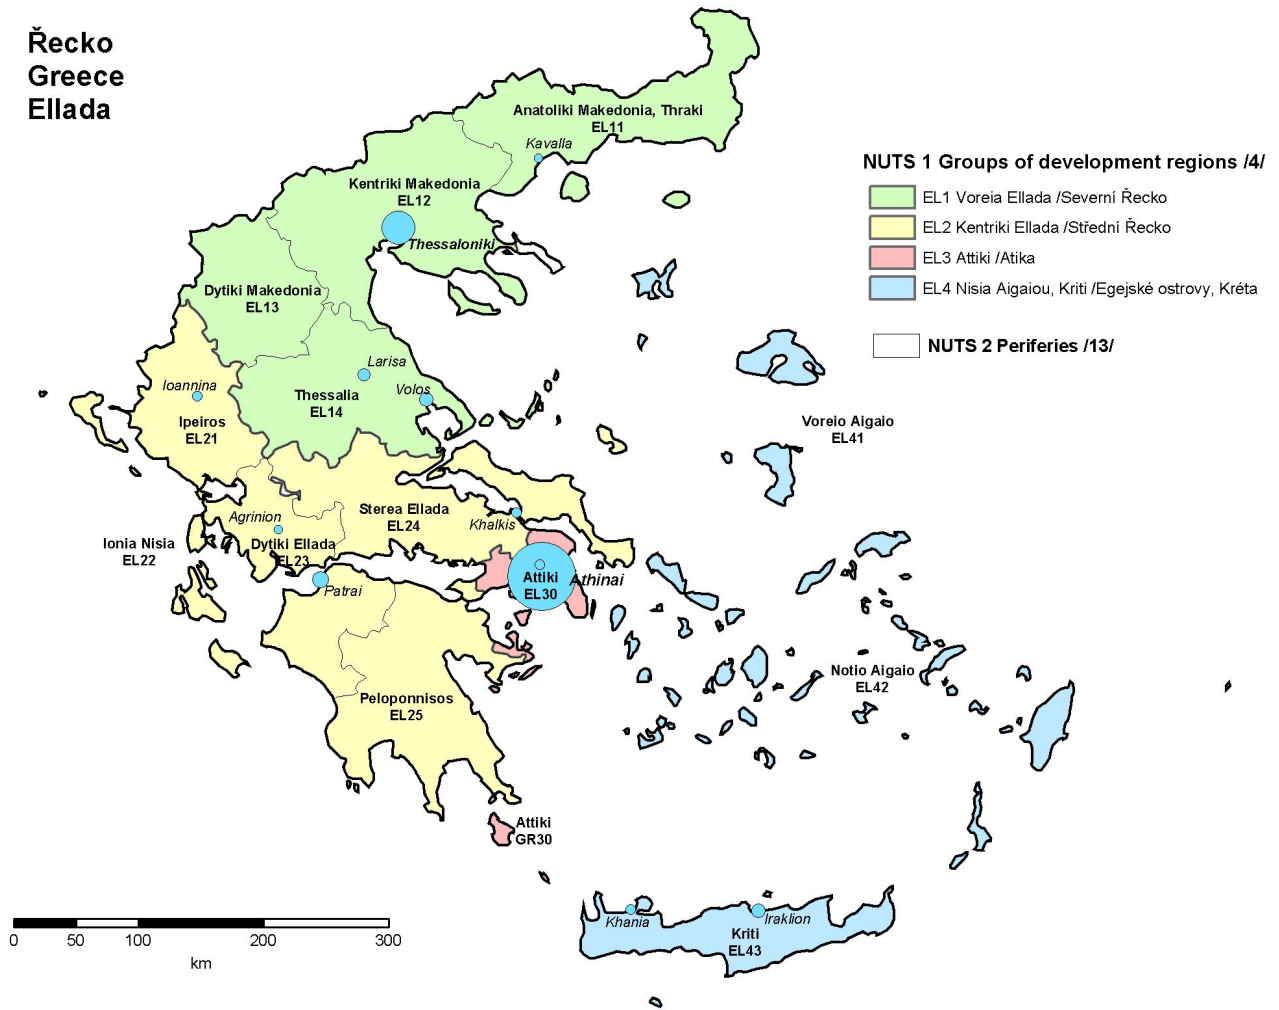 Řecko
Greece
Ellada
Anatoliki Makedonia, Thraki
EL11
Kavalla
NUTS 1 Groups of development regions /4/
EL1 Voreia Ellada /Severní Řecko
EL2 Kentriki Ellada /Střední Řecko
EL3 Attiki /Atika
EL4 Nisia Aigaiou, Kriti /Egejské ostrovy, Kréta
NUTS 2 Periferies /13/
Kentriki Makedonia
EL12
Thessaloniki
Dytiki Makedonia
EL13
Larisa
Ioannina
Volos
Thessalia
EL14
Ipeiros
EL21
Voreio Aigaio
EL41
Sterea Ellada
EL24
Agrinion
Khalkis
Ionia Nisia
EL22
Dytiki Ellada
EL23
Attiki
EL30
Athinai
Patrai
Notio Aigaio
EL42
Peloponnisos
EL25
Attiki
GR30
Khania
Iraklion
Kriti
EL43
0 50 100 200 300
km